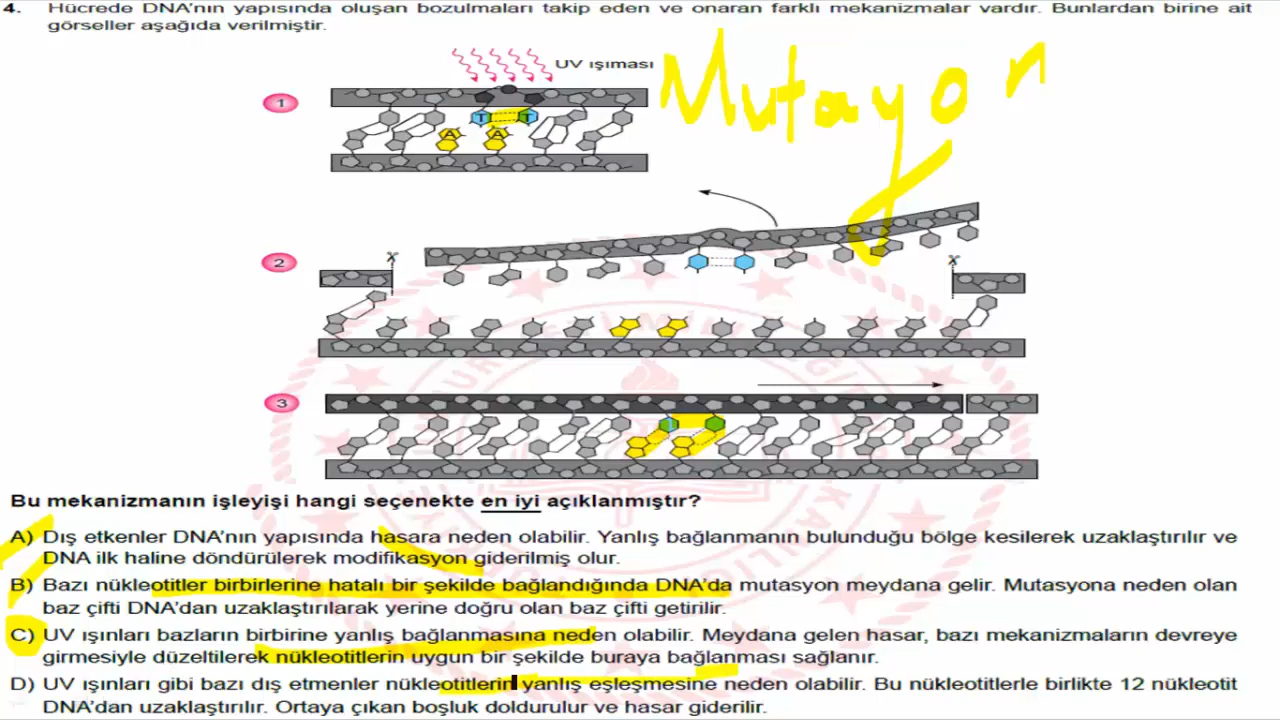 4. Hücrede DNA'nın yapısında oluşan bozulmaları takip eden ve onaran farklı mekanizmalar vardır. Bunlardan birine ait
görseller aşağıda verilmiştir.
UV ışıması
Mutayon
1
T T
A A
2
3
Bu mekanizmanın işleyişi hangi seçenekte en iyi açıklanmıştır?
A) Dış etkenler DNA'nın yapısında hasara neden olabilir. Yanlış bağlanmanın bulunduğu bölge kesilerek uzaklaştırılır ve
DNA ilk haline döndürülerek modifikasyon giderilmiş olur.
B) Bazı nükleotitler birbirlerine hatalı bir şekilde bağlandığında DNA'da mutasyon meydana gelir. Mutasyona neden olan
baz çifti DNA'dan uzaklaştırılarak yerine doğru olan baz çifti getirilir.
C) UV ışınları bazların birbirine yanlış bağlanmasına neden olabilir. Meydana gelen hasar, bazı mekanizmaların devreye
girmesiyle düzeltilerek nükleotitlerin uygun bir şekilde buraya bağlanması sağlanır.
D) UV ışınları gibi bazı dış etmenler nükleotitlerin yanlış eşleşmesine neden olabilir. Bu nükleotitlerle birlikte 12 nükleotit
DNA'dan uzaklaştırılır. Ortaya çıkan boşluk doldurulur ve hasar giderilir.